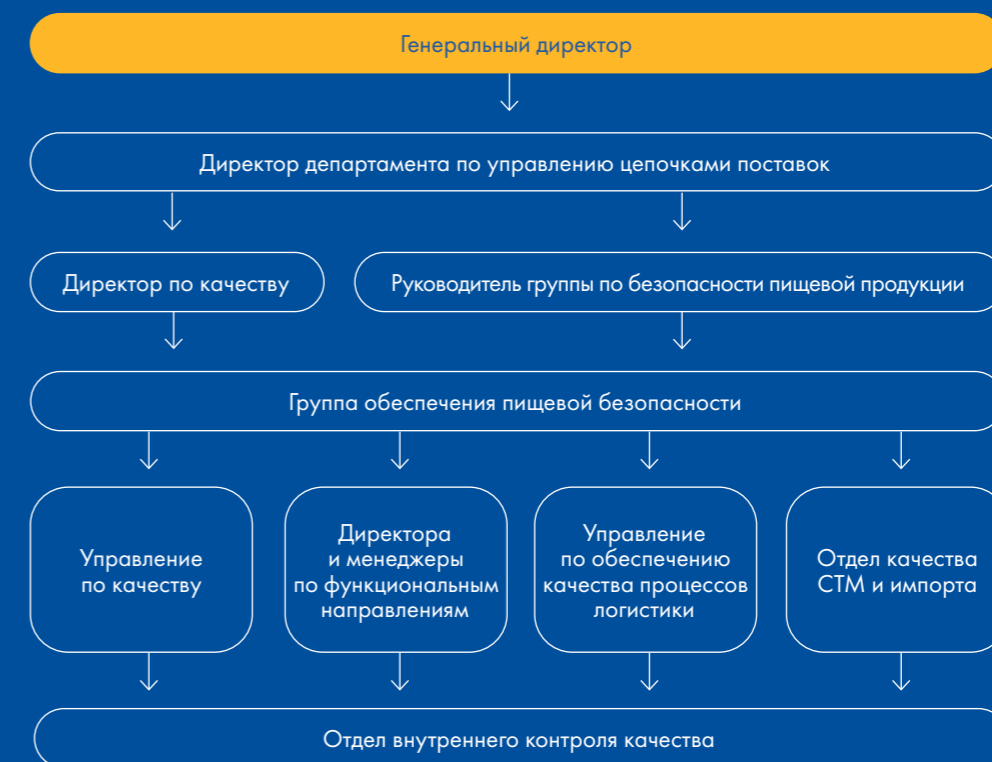 Генеральный директор
Директор департамента по управлению цепочками поставок
Директор по качеству
Руководитель группы по безопасности пищевой продукции
Группа обеспечения пищевой безопасности
Управление
по качеству
Директора
и менеджеры
по функциональным
направлениям
Управление
по обеспечению
качества процессов
логистики
Отдел качества
СТМ и импорта
Отдел внутреннего контроля качества